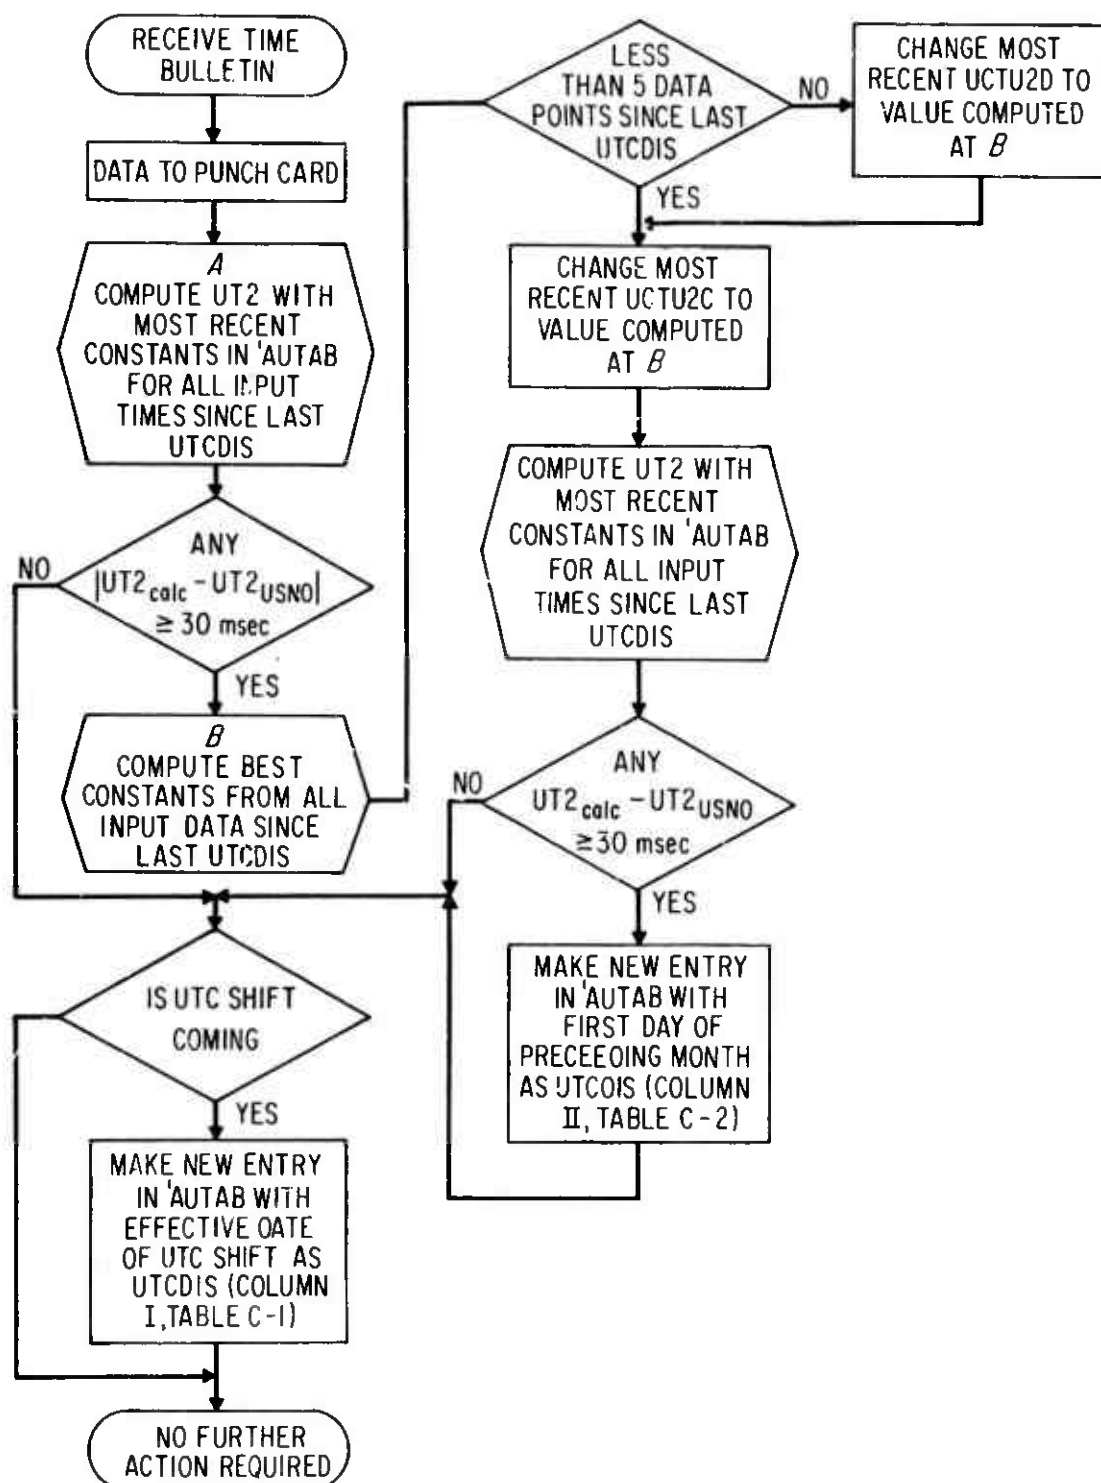 RECEIVE TIME
BULLETIN
DATA TO PUNCH CARD
A
COMPUTE UT2 WITH
MOST RECENT
CONSTANTS IN 'AUTAB
FOR ALL INPUT
TIMES SINCE LAST
UTCDIS
ANY
|UT2calc - UT2USNO|
≥ 30 msec
NO
YES
B
COMPUTE BEST
CONSTANTS FROM ALL
INPUT DATA SINCE
LAST UTCDIS
LESS
THAN 5 DATA
POINTS SINCE LAST
UTCDIS
NO
YES
CHANGE MOST
RECENT UCTU2D TO
VALUE COMPUTED
AT B
CHANGE MOST
RECENT UCTU2C TO
VALUE COMPUTED
AT B
COMPUTE UT2 WITH
MOST RECENT
CONSTANTS IN 'AUTAB
FOR ALL INPUT
TIMES SINCE LAST
UTCDIS
ANY
UT2calc - UT2USNO
≥ 30 msec
NO
YES
MAKE NEW ENTRY
IN 'AUTAB WITH
FIRST DAY OF
PRECEEOING MONTH
AS UTCOIS (COLUMN
II, TABLE C-2)
IS UTC SHIFT
COMING
YES
MAKE NEW ENTRY
IN 'AUTAB WITH
EFFECTIVE OATE
OF UTC SHIFT AS
UTCDIS (COLUMN
I, TABLE C-1)
NO FURTHER
ACTION REQUIRED